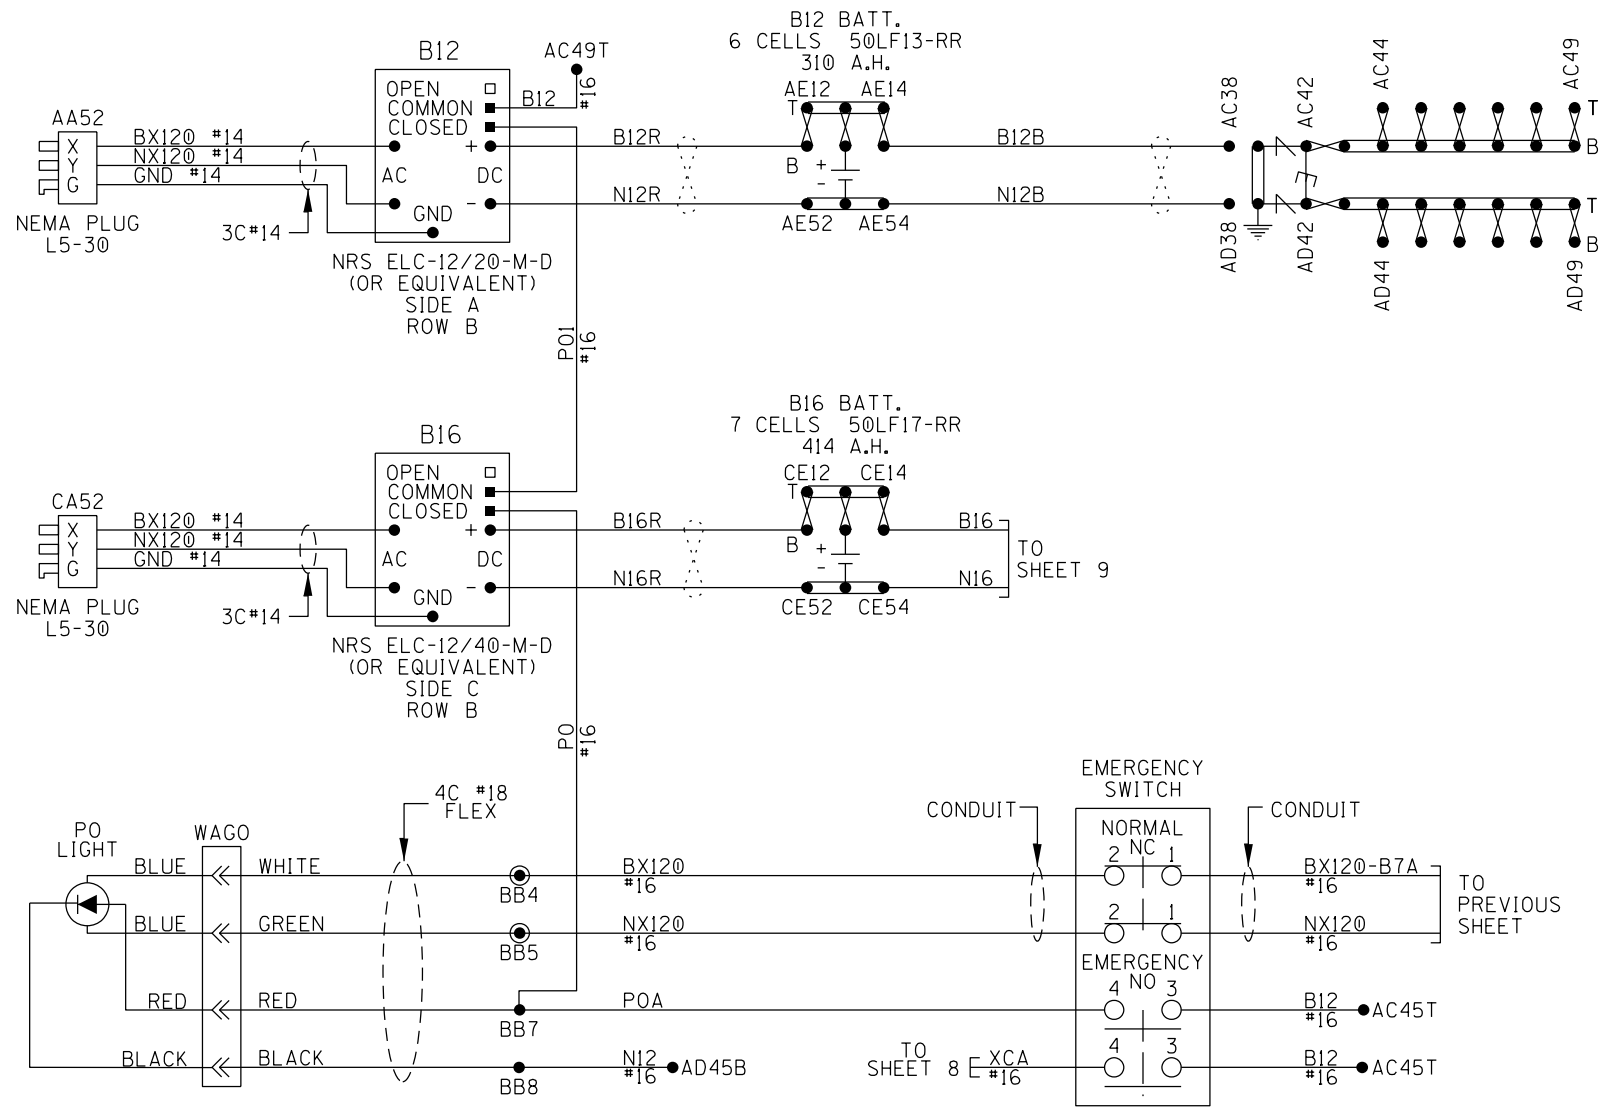 B12 BATT.
6 CELLS 50LF13-RR
310 A.H.
B12
AC49T
#16
OPEN
COMMON
CLOSED
B12
AE12 AE14
T
AC38
AC42
AC44
AC49
T
AA52
X
Y
G
BX120 #14
NX120 #14
GND #14
+
AC
DC
-
GND
B12R
N12R
B
+
-
B12B
N12B
B
AE52 AE54
T
B
AD38
AD42
AD44
AD49
NEMA PLUG
L5-30
3C#14
NRS ELC-12/20-M-D
(OR EQUIVALENT)
SIDE A
ROW B
PO1
#16
B16 BATT.
7 CELLS 50LF17-RR
414 A.H.
B16
OPEN
COMMON
CLOSED
CE12 CE14
T
CA52
X
Y
G
BX120 #14
NX120 #14
GND #14
+
AC
DC
-
GND
B16R
N16R
B
+
-
B16
N16
TO
SHEET 9
CE52 CE54
NEMA PLUG
L5-30
3C#14
NRS ELC-12/40-M-D
(OR EQUIVALENT)
SIDE C
ROW B
PO
#16
EMERGENCY
SWITCH
4C #18
FLEX
CONDUIT
CONDUIT
PO
LIGHT
WAGO
NORMAL
NC
BLUE
WHITE
BB4
BX120
#16
2 1
BX120-B7A
#16
TO
PREVIOUS
SHEET
BLUE
GREEN
BB5
NX120
#16
2 1
NX120
#16
EMERGENCY
NO
RED
RED
BB7
POA
4 3
B12
#16
AC45T
BLACK
BLACK
BB8
N12
#16
AD45B
TO
SHEET 8
XCA
#16
4 3
B12
#16
AC45T